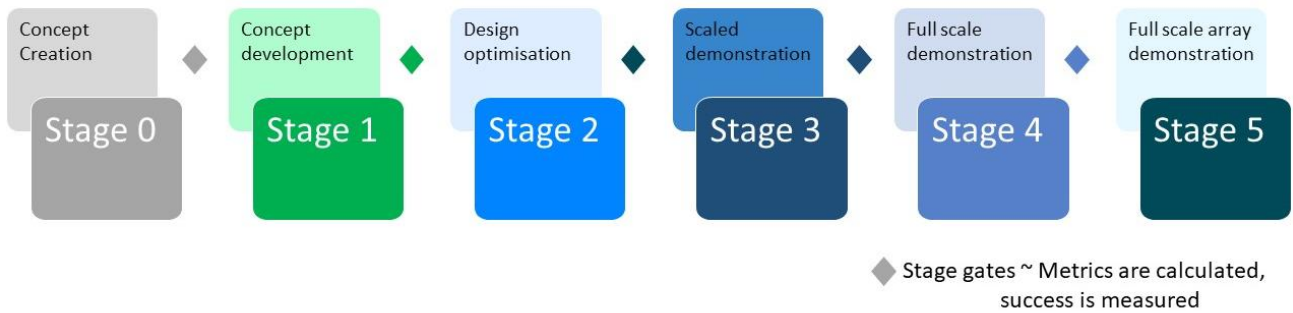 Concept
Creation
Stage 0
Concept
development
Stage 1
Design
optimisation
Stage 2
Scaled
demonstration
Stage 3
Full scale
demonstration
Stage 4
Full scale array
demonstration
Stage 5
Stage gates ~ Metrics are calculated,
success is measured